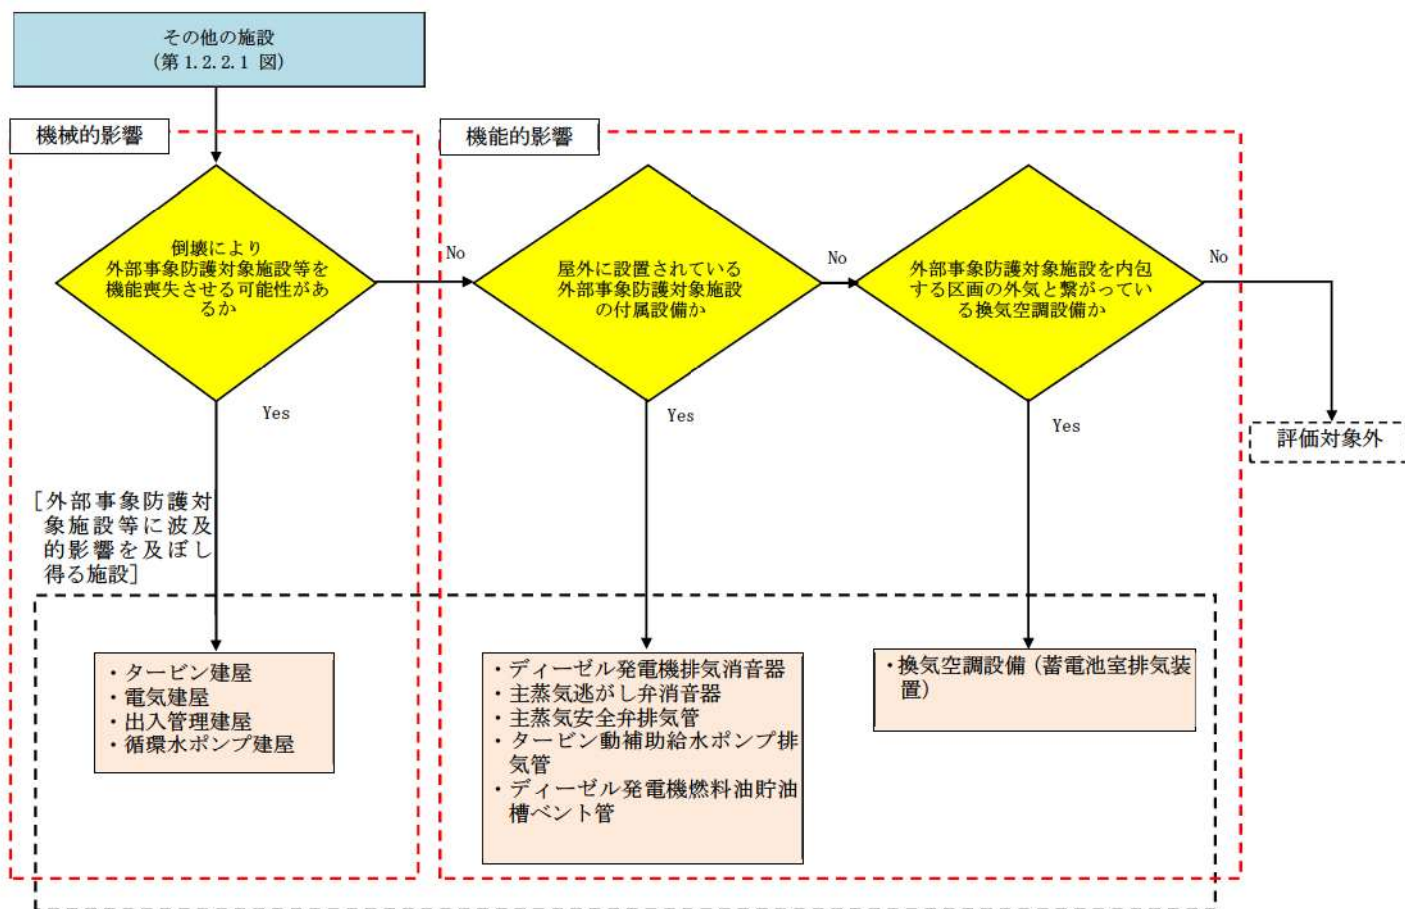 その他の施設
(第 1.2.2.1 図)
機械的影響
機能的影響
倒壊により
外部事象防護対象施設等を
機能喪失させる可能性があ
るか
No
屋外に設置されている
外部事象防護対象施設
の付属設備か
No
外部事象防護対象施設を内包
する区画の外気と繋がってい
る換気空調設備か
No
Yes
Yes
Yes
評価対象外
[外部事象防護対
象施設等に波及
的影響を及ぼし
得る施設]
・タービン建屋
・電気建屋
・出入管理建屋
・循環水ポンプ建屋
・ディーゼル発電機排気消音器
・主蒸気逃がし弁消音器
・主蒸気安全弁排気管
・タービン動補助給水ポンプ排
気管
・ディーゼル発電機燃料油貯油
槽ベント管
・換気空調設備(蓄電池室排気装
置)